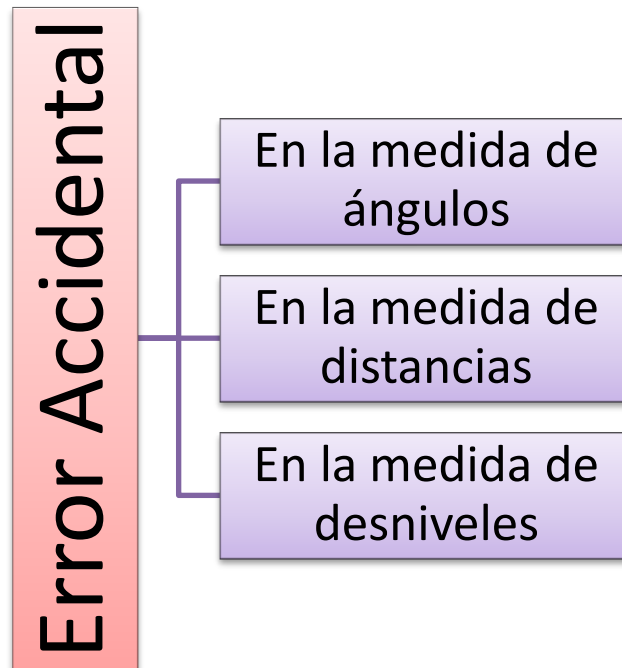 Error Accidental
En la medida de
ángulos
En la medida de
distancias
En la medida de
desniveles